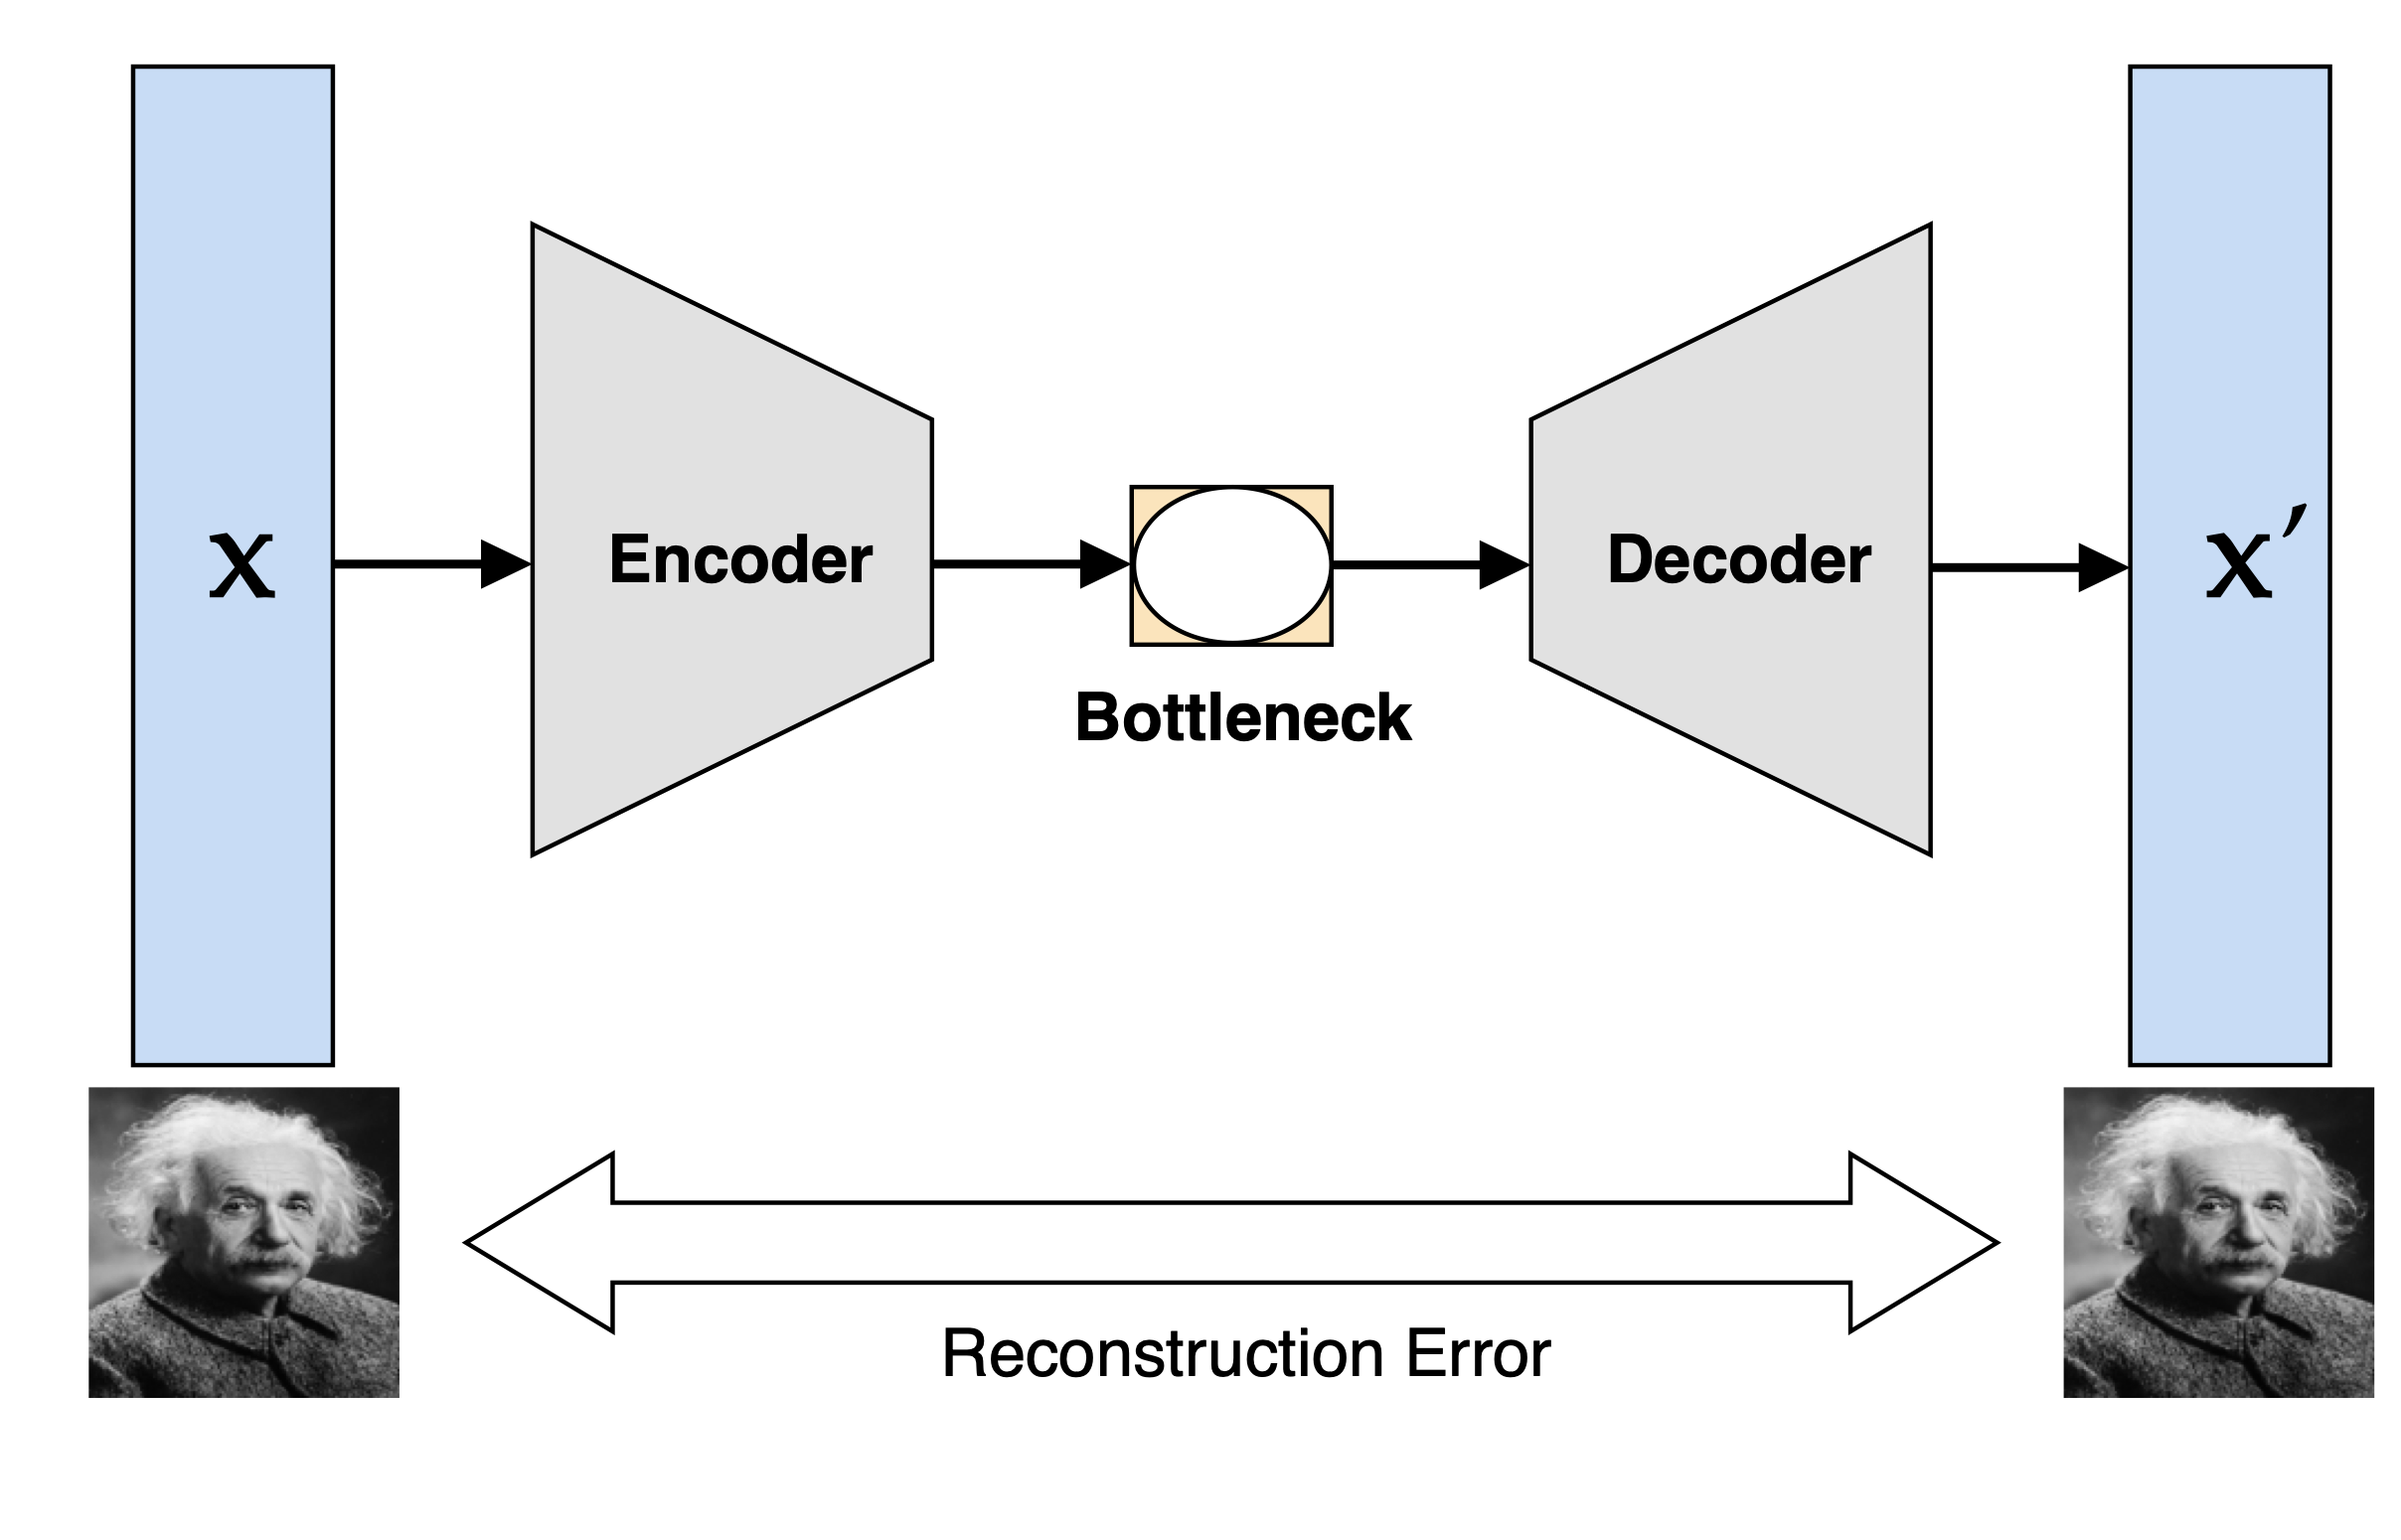 x
Encoder
Bottleneck
Decoder
x′
Reconstruction Error